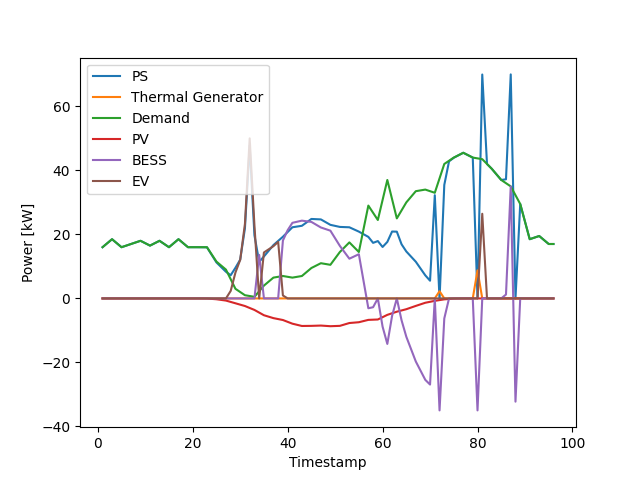 PS
Thermal Generator
Demand
PV
BESS
EV
Power [kW]
60
40
20
0
−20
−40
0 20 40 60 80 100
Timestamp